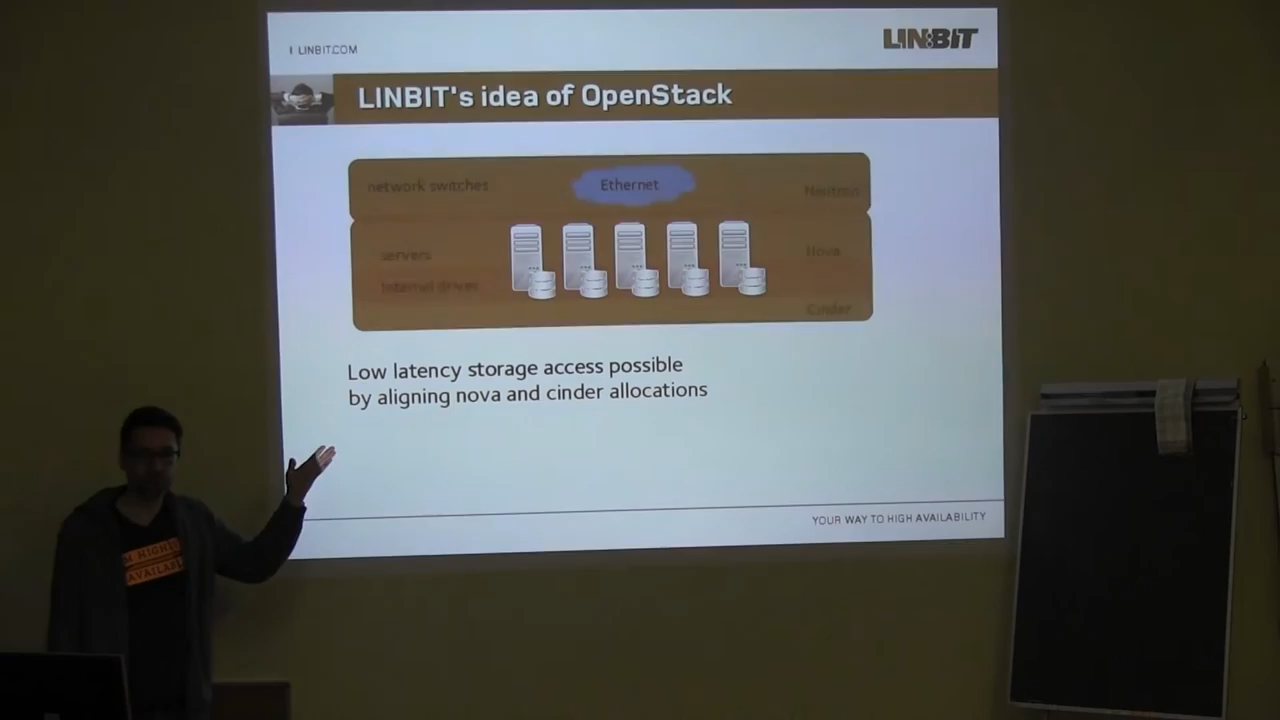 LINBIT.COM
LINBIT
LINBIT's idea of OpenStack
network switches
Ethernet
Neutron
servers
Nova
Internal drives
Cinder
Low latency storage access possible
by aligning nova and cinder allocations
YOUR WAY TO HIGH AVAILABILITY